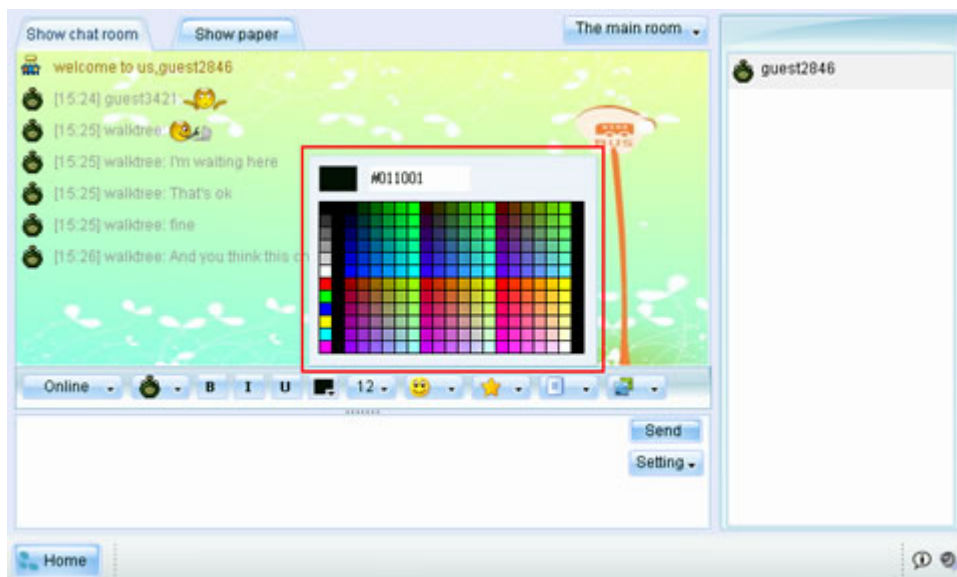 Show chat room
Show paper
The main room
welcome to us,guest2846
[15:24] guest3421:
[15:25] walktree:
[15:25] walktree: I'm waiting here
[15:25] walktree: That's ok
[15:25] walktree: fine
[15:26] walktree: And you think this ch
guest2846
BUS
#011001
Online
B I U
12
Send
Setting
Home